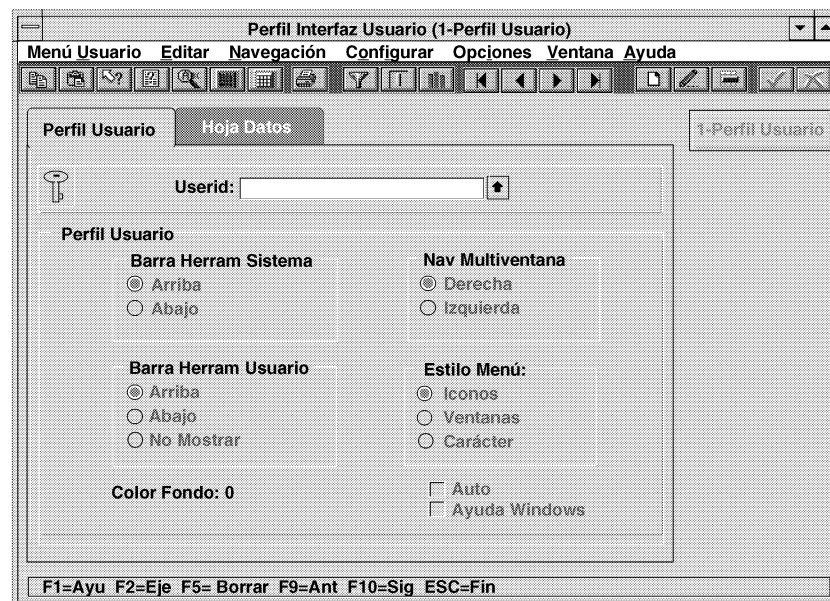 Perfil Interfaz Usuario (1-Perfil Usuario)
Menú Usuario Editar Navegación Configurar Opciones Ventana Ayuda
Perfil Usuario Hoja Datos 1-Perfil Usuario
Userid:
Perfil Usuario
Barra Herram Sistema Nav Multiventana
Arriba Derecha
Abajo Izquierda
Barra Herram Usuario Estilo Menú:
Arriba Iconos
Abajo Ventanas
No Mostrar Carácter
Color Fondo: 0 Auto
Ayuda Windows
F1=Ayu F2=Eje F5= Borrar F9=Ant F10=Sig ESC=Fin